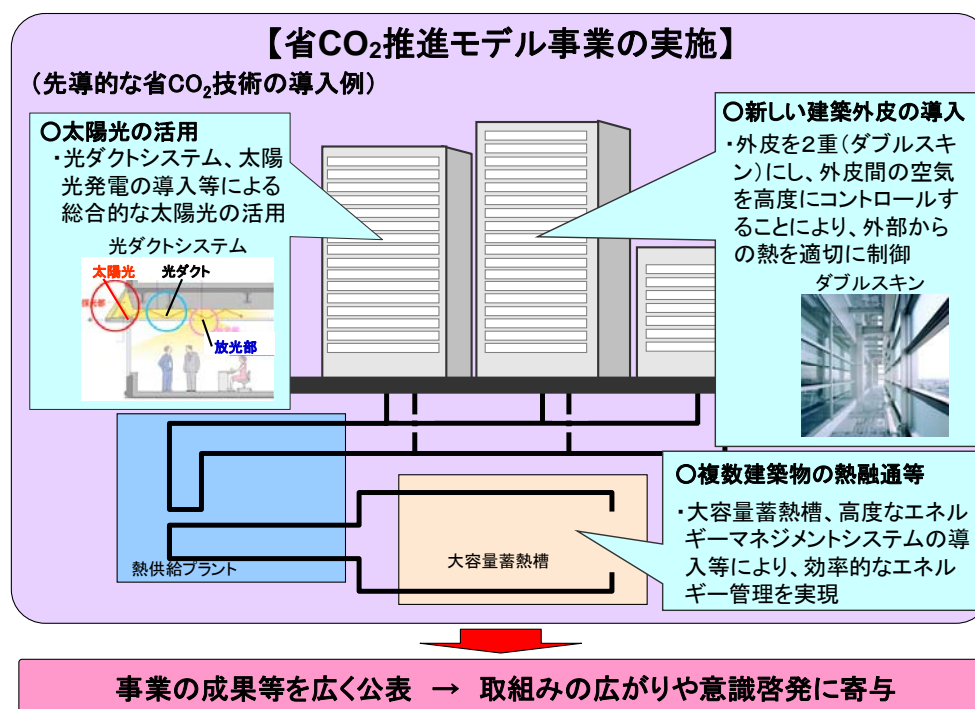 【省CO₂推進モデル事業の実施】
（先導的な省CO₂技術の導入例）
○太陽光の活用
・光ダクトシステム、太陽
光発電の導入等による
総合的な太陽光の活用
光ダクトシステム
太陽光
光ダクト
放光部
○新しい建築外皮の導入
・外皮を２重（ダブルスキ
ン）にし、外皮間の空気
を高度にコントロールす
ることにより、外部から
の熱を適切に制御
ダブルスキン
○複数建築物の熱融通等
・大容量蓄熱槽、高度なエネル
ギーマネジメントシステムの導
入等により、効率的なエネル
ギー管理を実現
熱供給プラント
大容量蓄熱槽
事業の成果等を広く公表 → 取組みの広がりや意識啓発に寄与